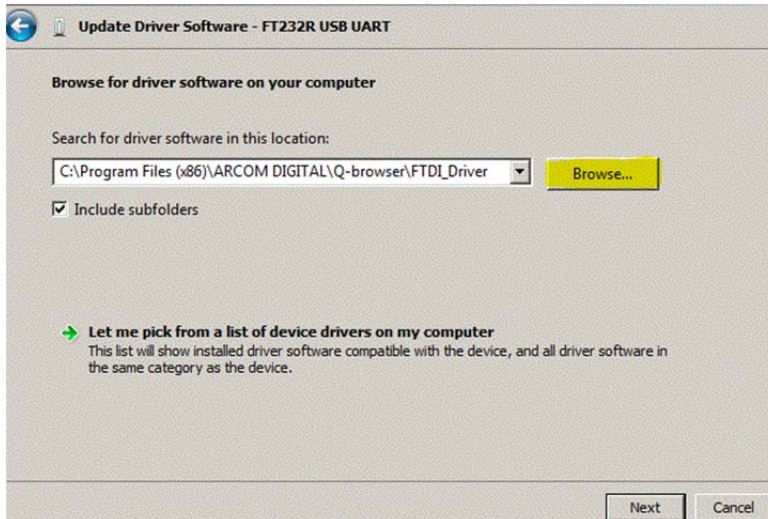 Update Driver Software - FT232R USB UART
Browse for driver software on your computer
Search for driver software in this location:
C:\Program Files (x86)\ARCOM DIGITAL\Q-browser\FTDI_Driver
Browse...
Include subfolders
Let me pick from a list of device drivers on my computer
This list will show installed driver software compatible with the device, and all driver software in
the same category as the device.
Next
Cancel